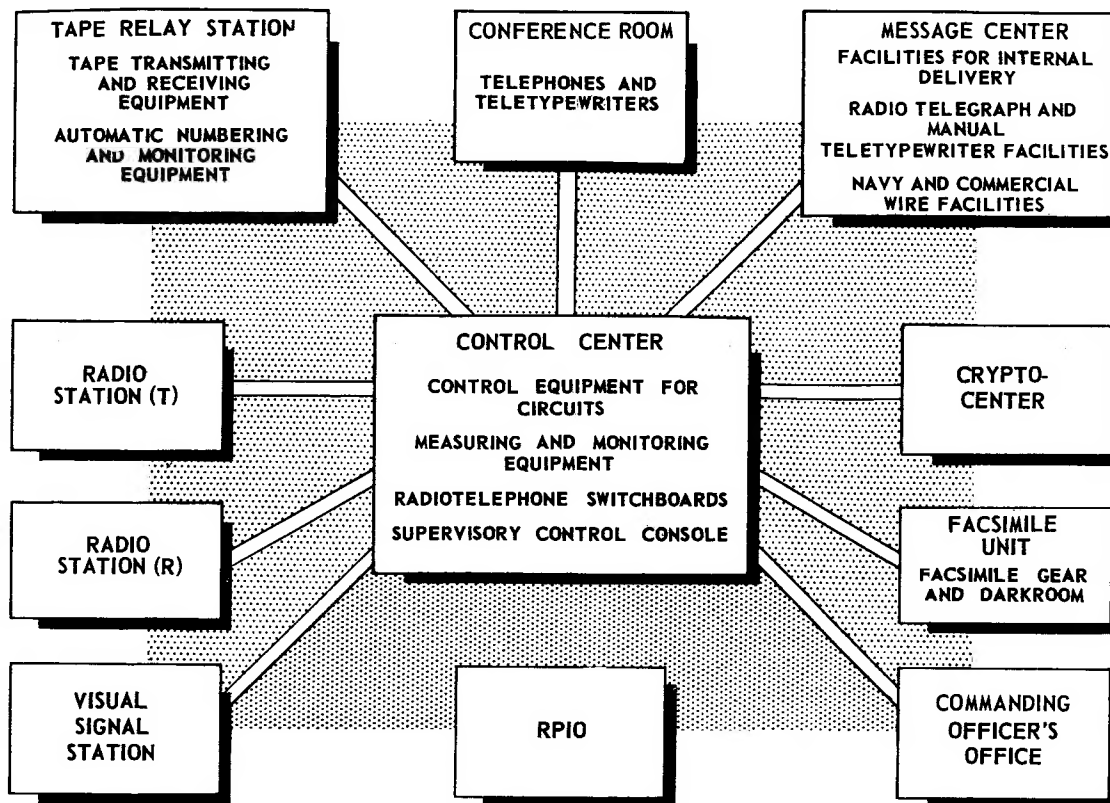 TAPE RELAY STATION
TAPE TRANSMITTING
AND RECEIVING
EQUIPMENT
AUTOMATIC NUMBERING
AND MONITORING
EQUIPMENT
CONFERENCE ROOM
TELEPHONES AND
TELETYPEWRITERS
MESSAGE CENTER
FACILITIES FOR INTERNAL
DELIVERY
RADIO TELEGRAPH AND
MANUAL
TELETYPEWRITER FACILITIES
NAVY AND COMMERCIAL
WIRE FACILITIES
RADIO
STATION (T)
CONTROL CENTER
CONTROL EQUIPMENT FOR
CIRCUITS
MEASURING AND MONITORING
EQUIPMENT
RADIOTELEPHONE SWITCHBOARDS
SUPERVISORY CONTROL CONSOLE
CRYPTO-
CENTER
RADIO
STATION (R)
FACSIMILE
UNIT
FACSIMILE GEAR
AND DARKROOM
VISUAL
SIGNAL
STATION
RPIO
COMMANDING
OFFICER'S
OFFICE